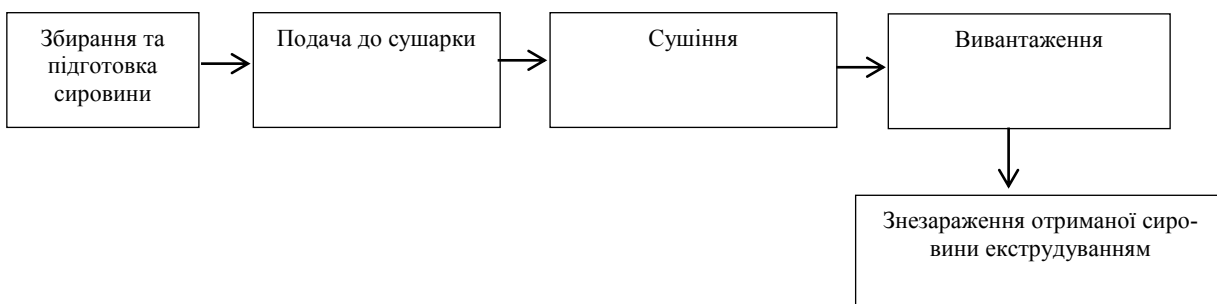 Збирання та
підготовка
сировини
Подача до сушарки
Сушіння
Вивантаження
Знезараження отриманої сиро-
вини екструдуванням